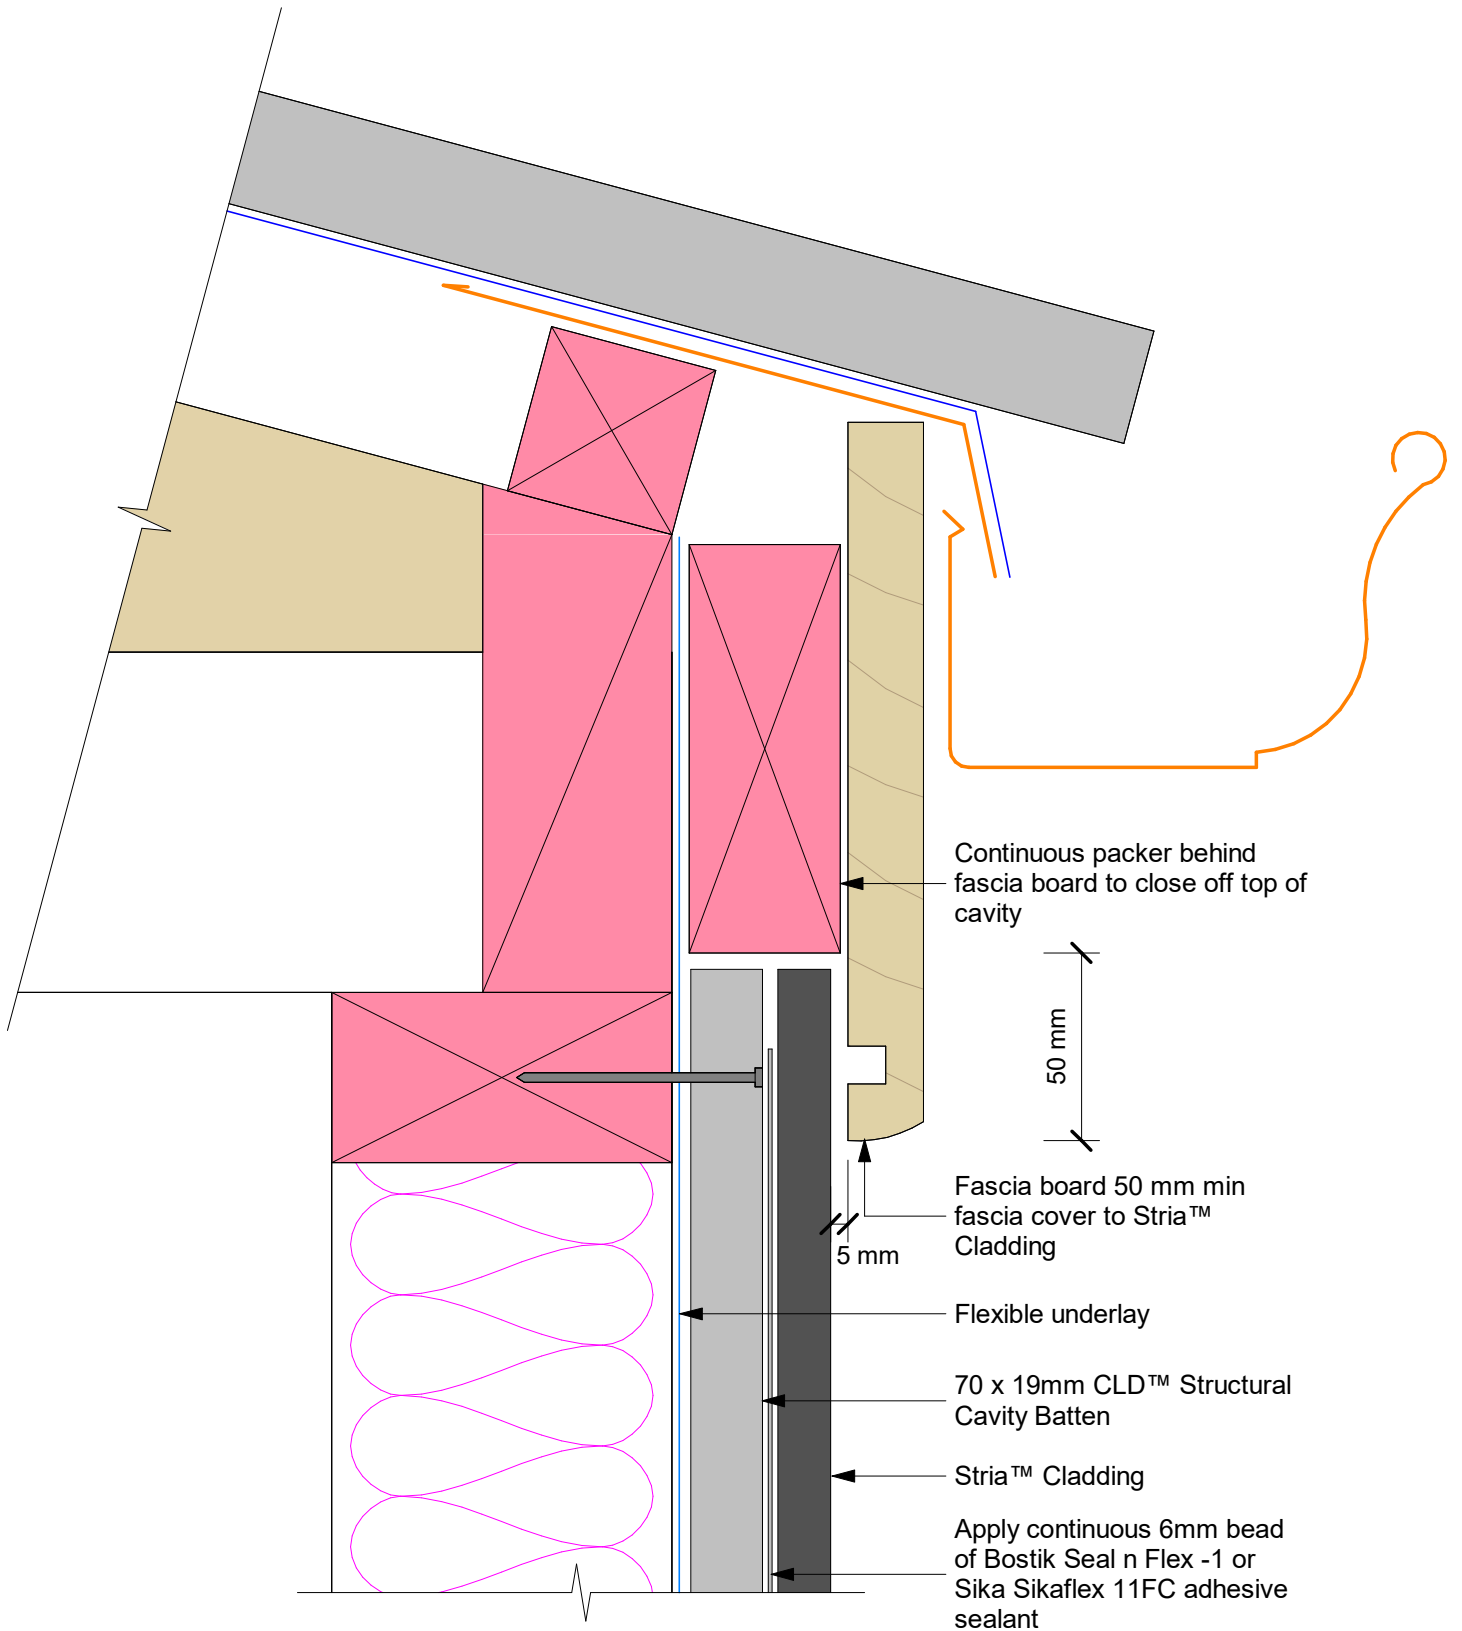 Continuous packer behind
fascia board to close off top of
cavity
50 mm
Fascia board 50 mm min
fascia cover to Stria™
Cladding
5 mm
Flexible underlay
70 x 19mm CLD™ Structural
Cavity Batten
Stria™ Cladding
Apply continuous 6mm bead
of Bostik Seal n Flex -1 or
Sika Sikaflex 11FC adhesive
sealant